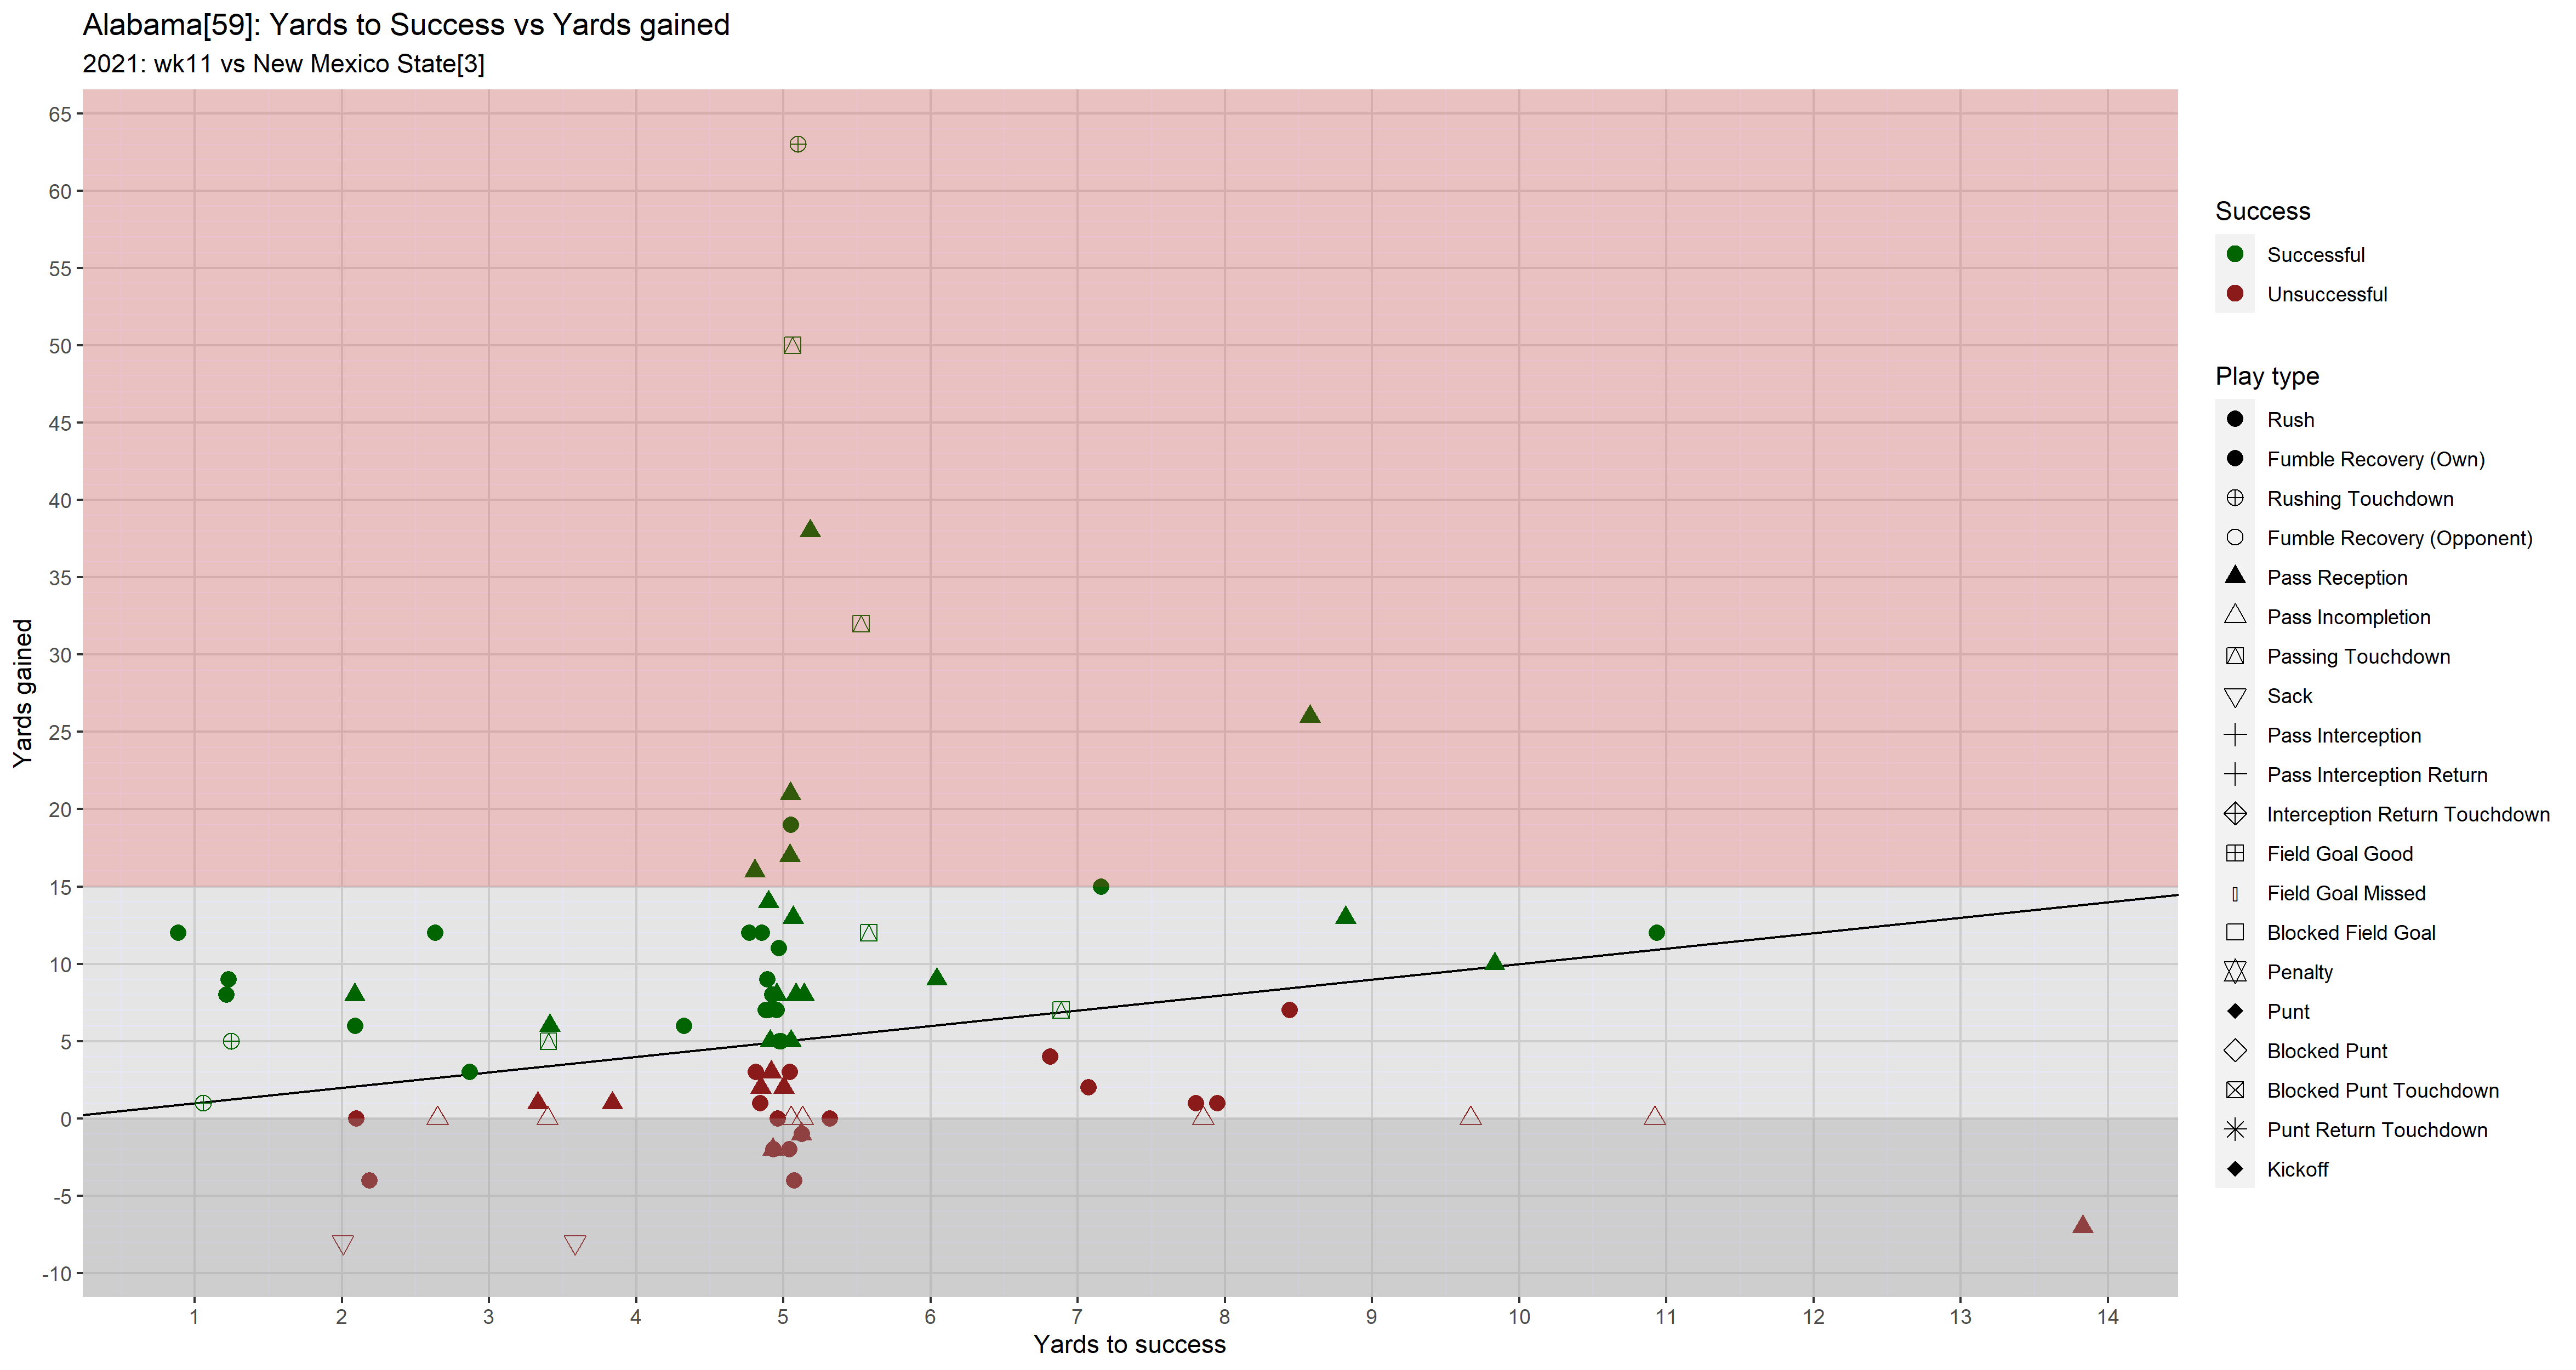 Alabama[59]: Yards to Success vs Yards gained
2021: wk11 vs New Mexico State[3]
Yards gained
65
60
55
50
45
40
35
30
25
20
15
10
5
0
-5
-10
1 2 3 4 5 6 7 8 9 10 11 12 13 14
Yards to success
Success
Successful
Unsuccessful
Play type
Rush
Fumble Recovery (Own)
Rushing Touchdown
Fumble Recovery (Opponent)
Pass Reception
Pass Incompletion
Passing Touchdown
Sack
Pass Interception
Pass Interception Return
Interception Return Touchdown
Field Goal Good
Field Goal Missed
Blocked Field Goal
Penalty
Punt
Blocked Punt
Blocked Punt Touchdown
Punt Return Touchdown
Kickoff